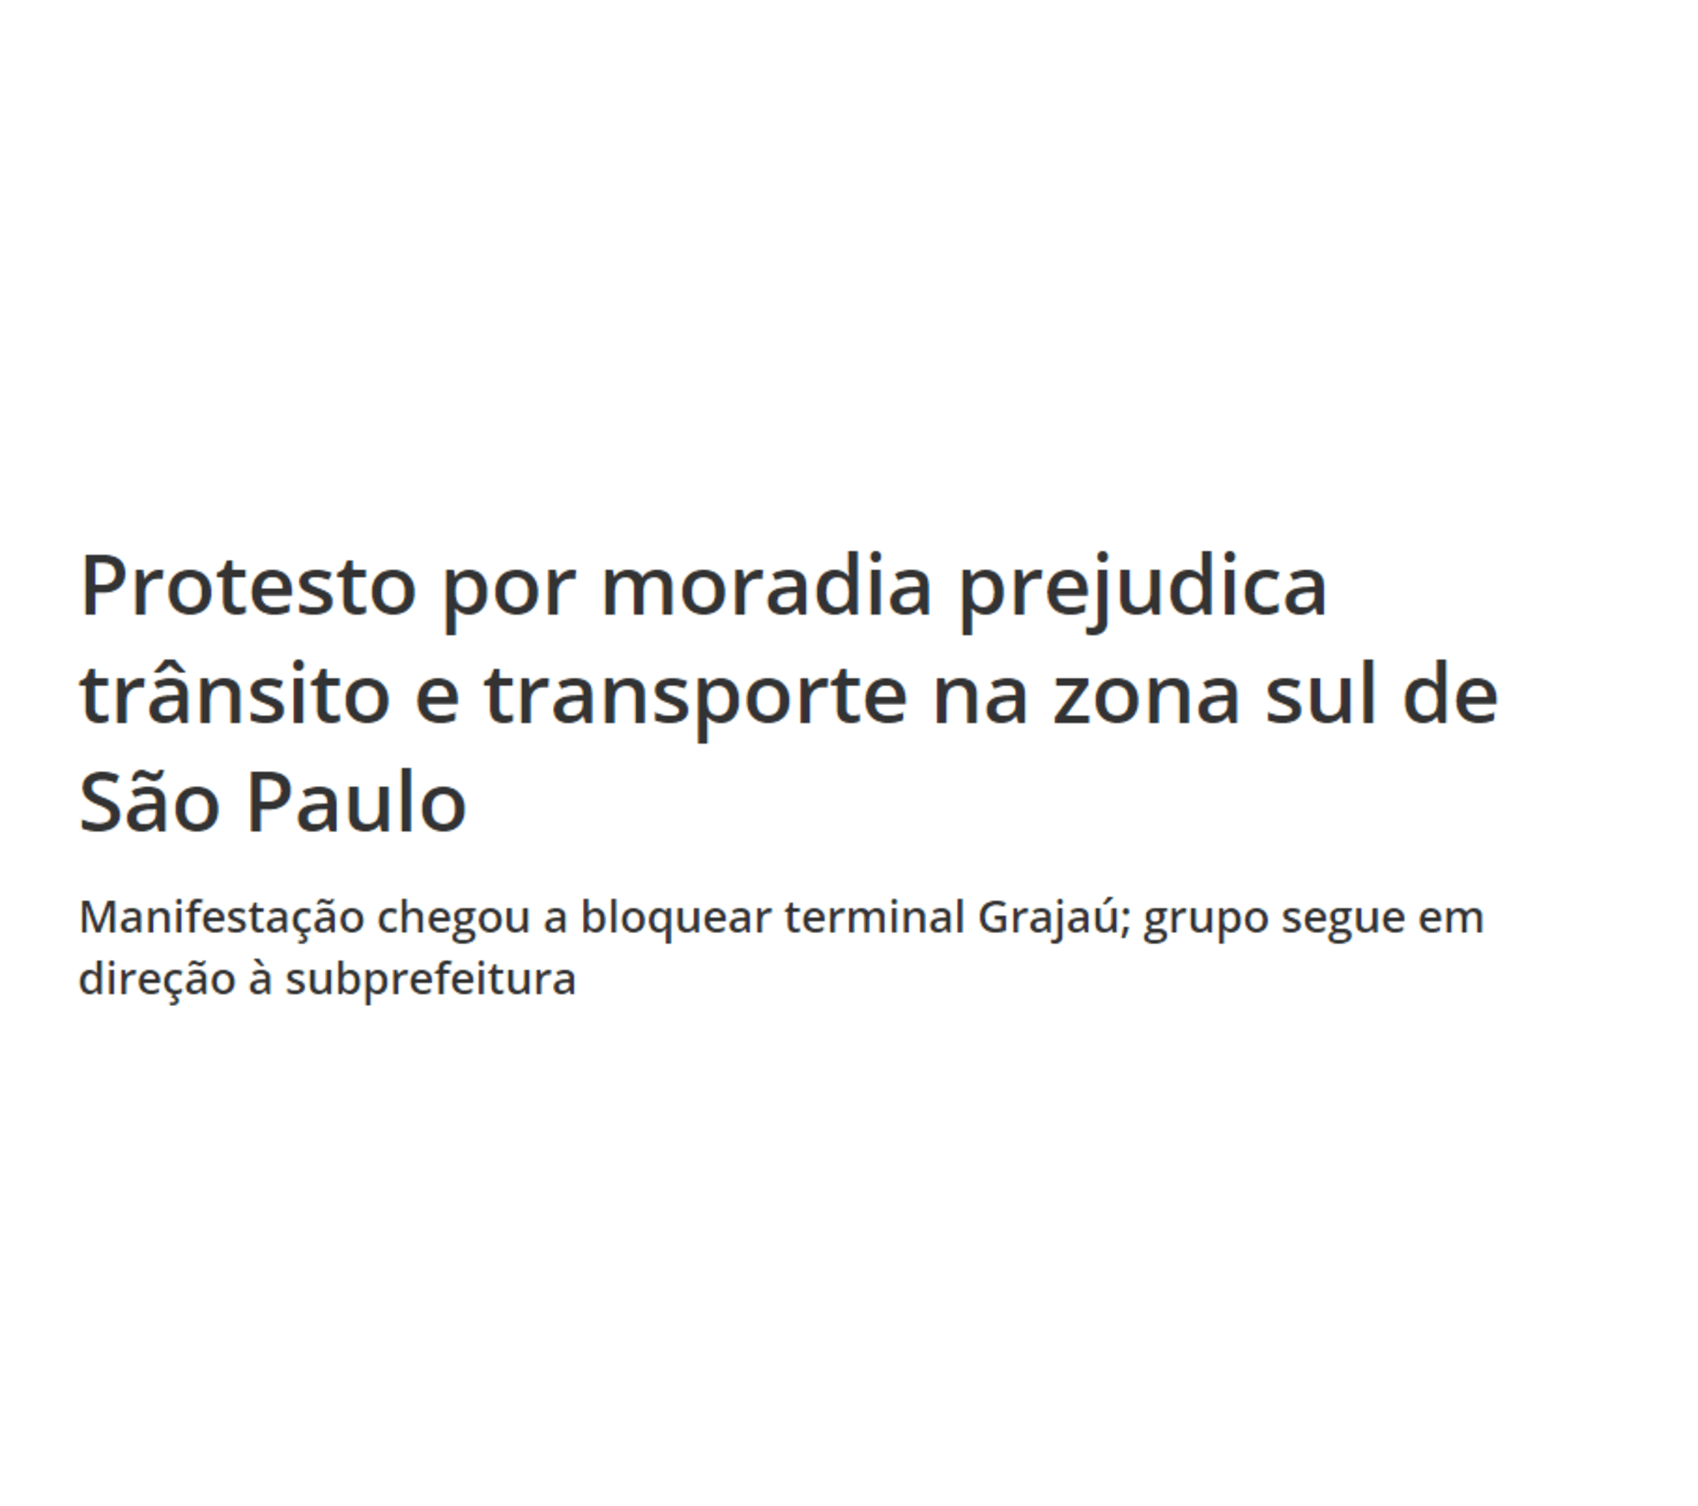 Protesto por moradia prejudica
trânsito e transporte na zona sul de
São Paulo
Manifestação chegou a bloquear terminal Grajaú; grupo segue em
direção à subprefeitura